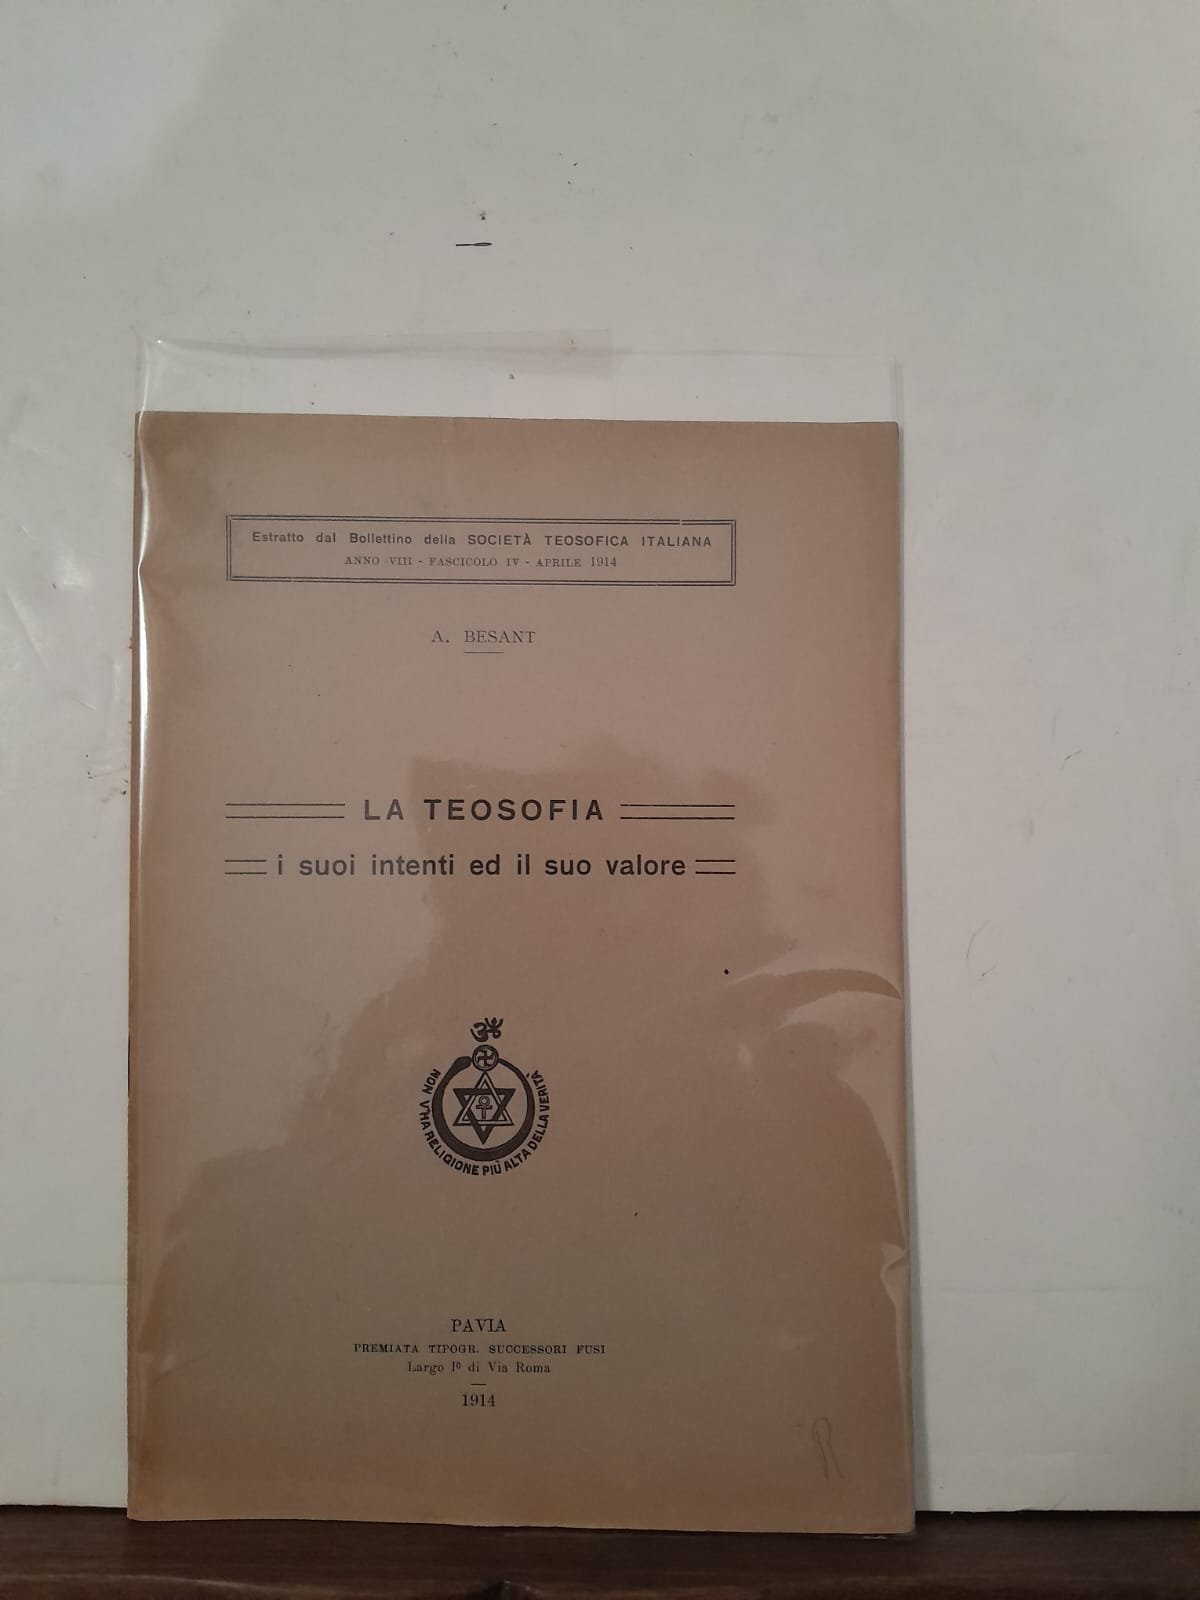 Estratto dal Bollettino della SOCIETÀ TEOSOFICA ITALIANA
ANNO VIII - FASCICOLO IV - APRILE 1914
A. BESANT
LA TEOSOFIA
i suoi intenti ed il suo valore
ॐ
NON V'HA RELIGIONE PIÙ ALTA DELLA VERITA'
PAVIA
PREMIATA TIPOGR. SUCCESSORI FUSI
Largo 1º di Via Roma
1914
R